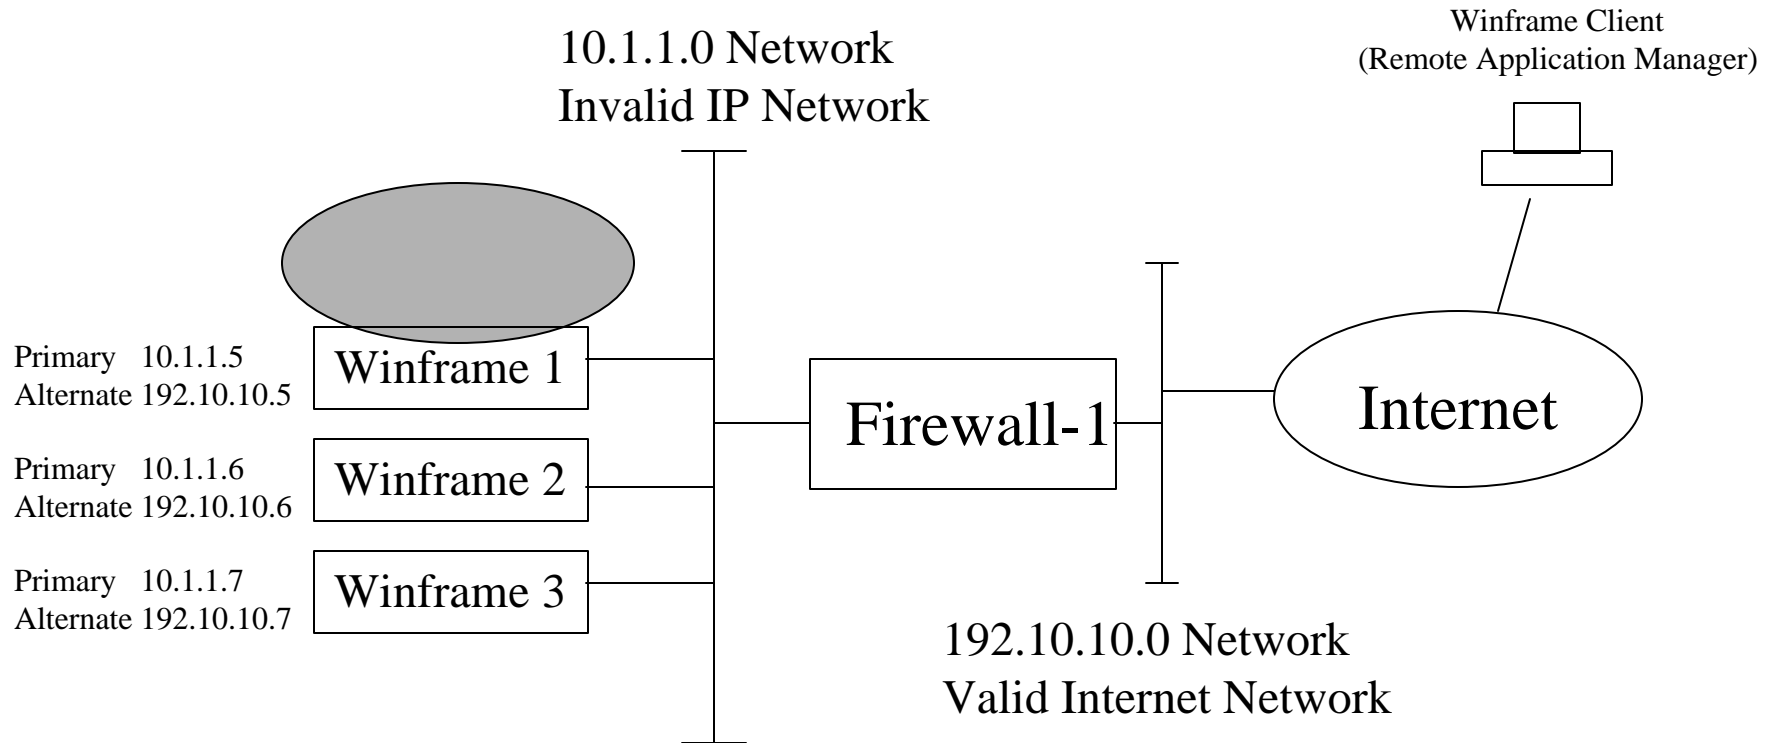 Winframe Client
(Remote Application Manager)
10.1.1.0 Network
Invalid IP Network
Primary 10.1.1.5
Alternate 192.10.10.5
Winframe 1
Primary 10.1.1.6
Alternate 192.10.10.6
Winframe 2
Primary 10.1.1.7
Alternate 192.10.10.7
Winframe 3
Firewall-1
Internet
192.10.10.0 Network
Valid Internet Network